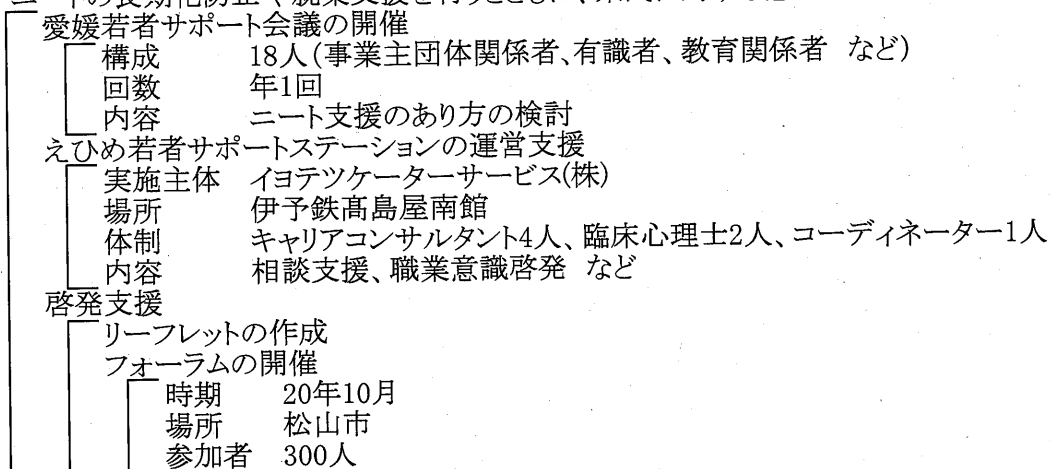 愛媛若者サポート会議の開催
構成 18人(事業主団体関係者、有識者、教育関係者 など)
回数 年1回
内容 ニート支援のあり方の検討
えひめ若者サポートステーションの運営支援
実施主体 イヨテツケーターサービス(株)
場所 伊予鉄髙島屋南館
体制 キャリアコンサルタント4人、臨床心理士2人、コーディネーター1人
内容 相談支援、職業意識啓発 など
啓発支援
リーフレットの作成
フォーラムの開催
時期 20年10月
場所 松山市
参加者 300人